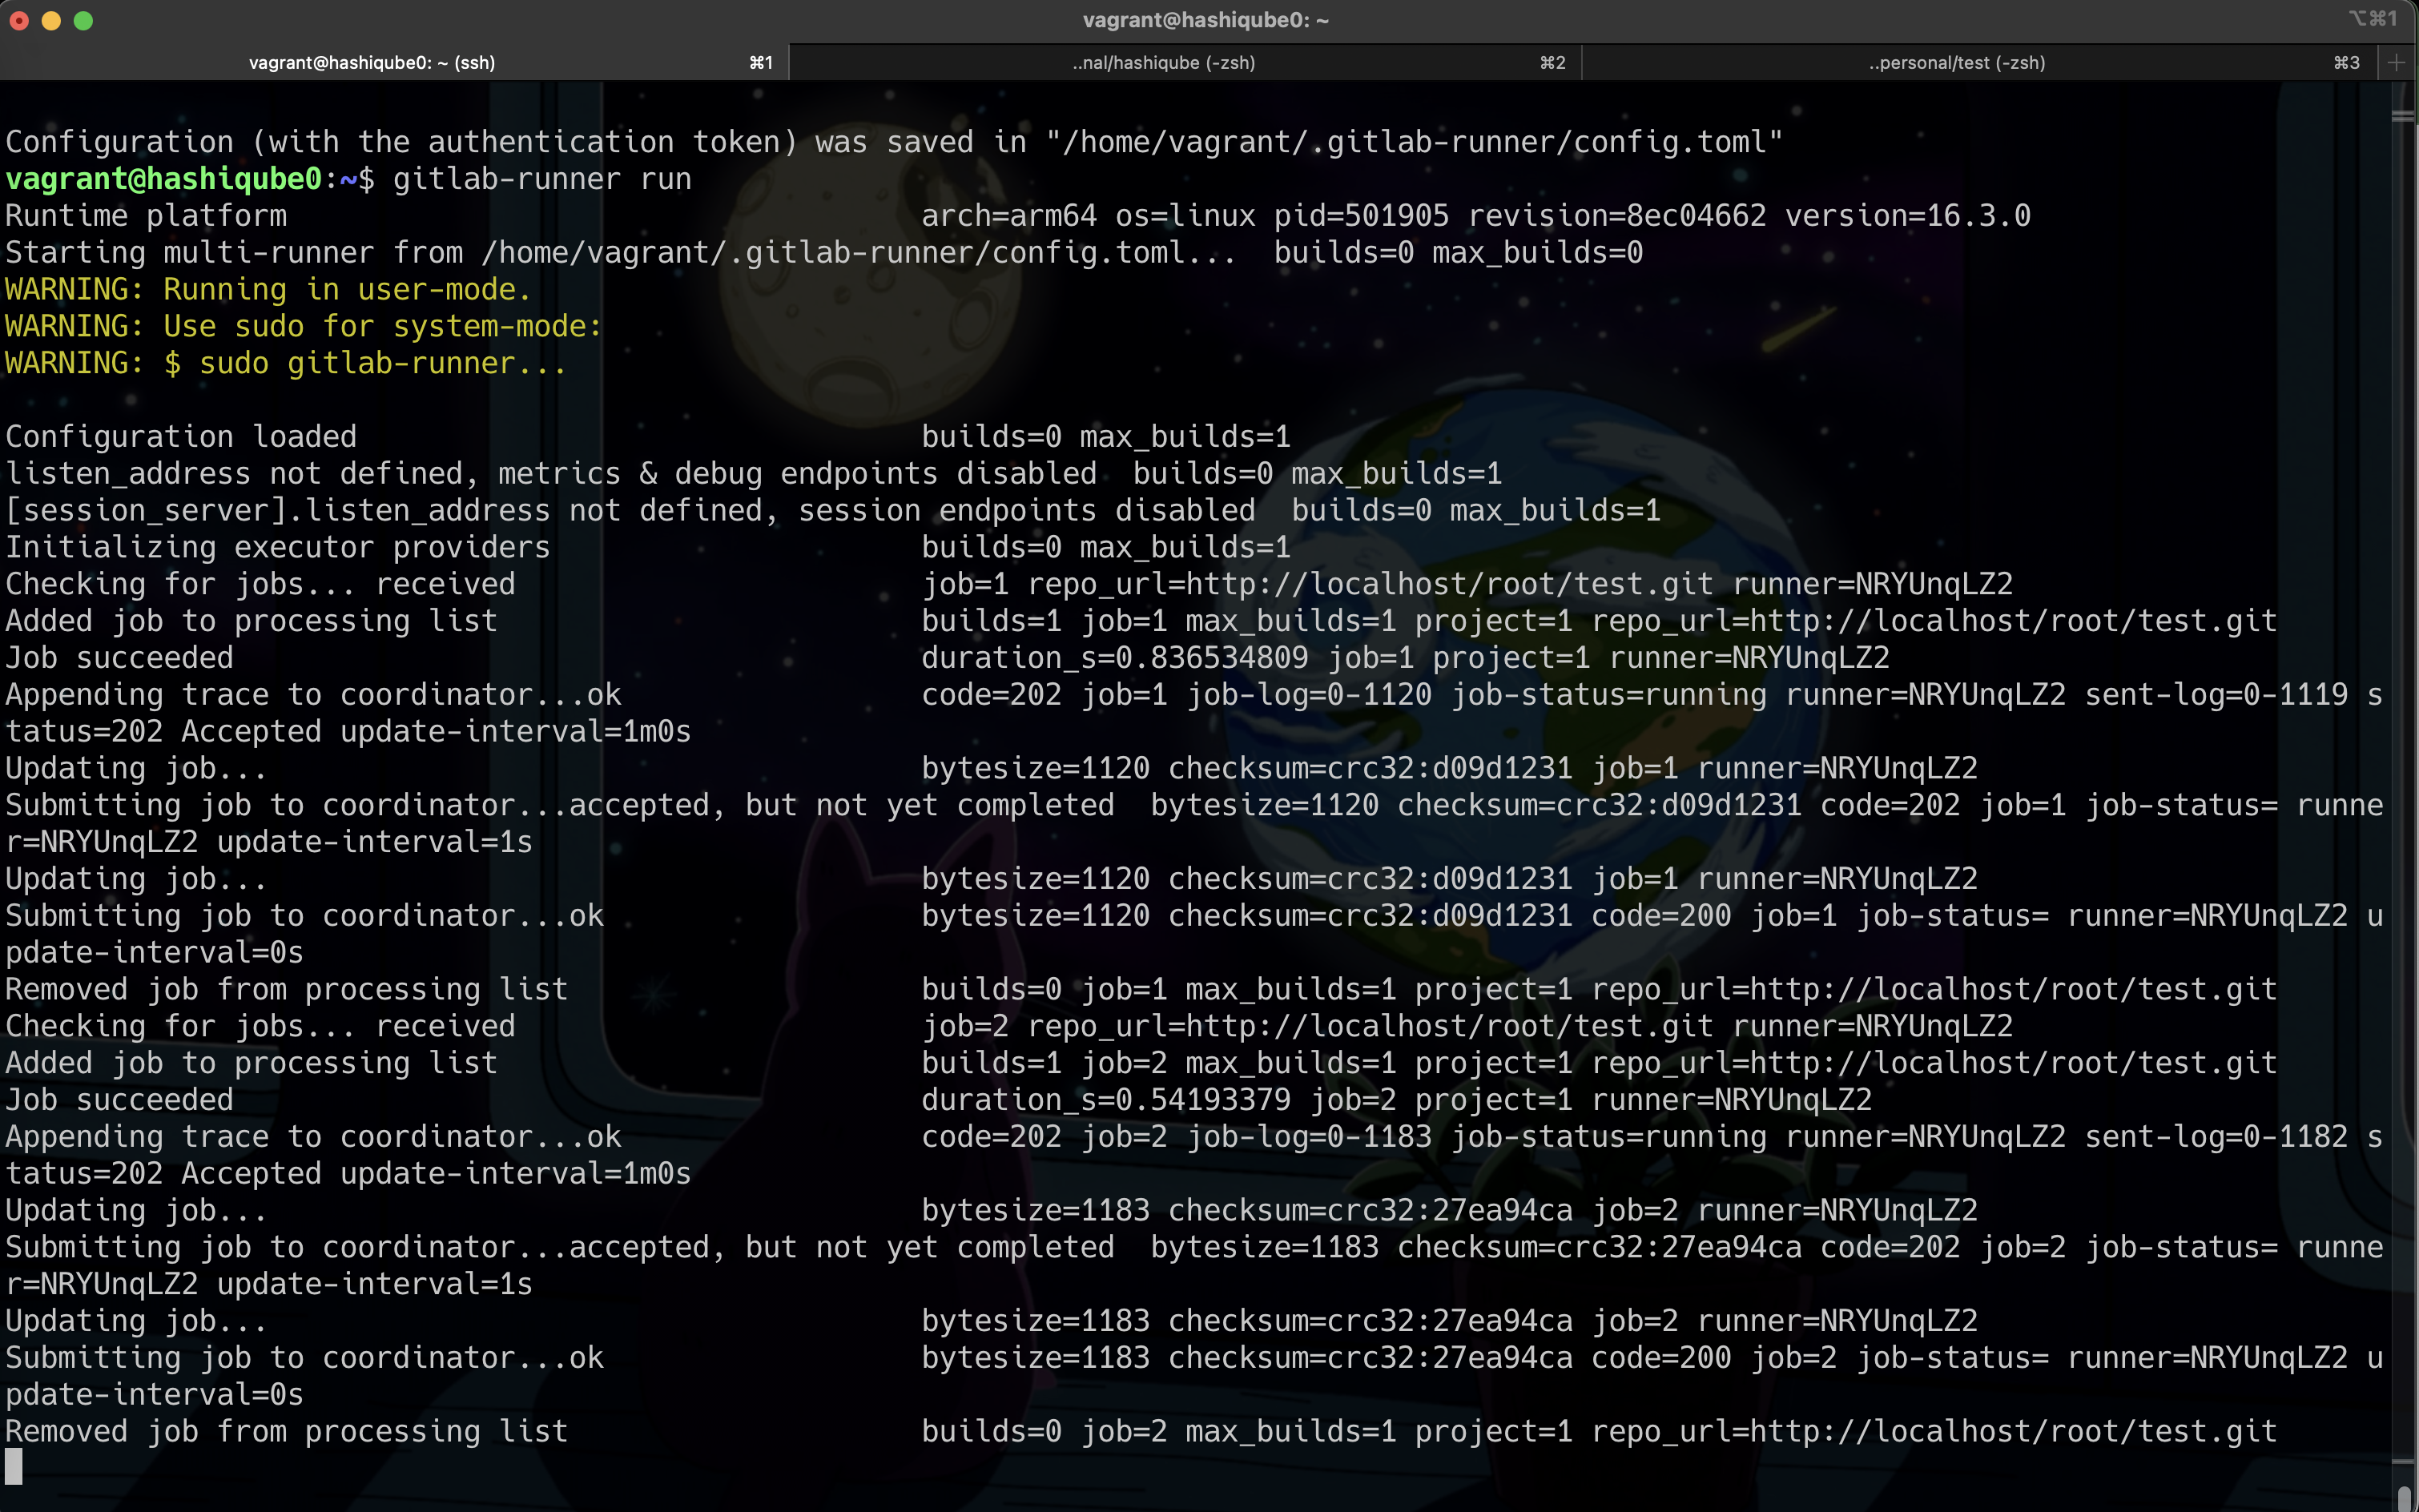 vagrant@hashiqube0: ~
⌥⌘1
vagrant@hashiqube0: ~ (ssh) ⌘1
..nal/hashiqube (-zsh) ⌘2
..personal/test (-zsh) ⌘3
Configuration (with the authentication token) was saved in "/home/vagrant/.gitlab-runner/config.toml"
vagrant@hashiqube0:~$ gitlab-runner run
Runtime platform                                    arch=arm64 os=linux pid=501905 revision=8ec04662 version=16.3.0
Starting multi-runner from /home/vagrant/.gitlab-runner/config.toml...  builds=0 max_builds=0
WARNING: Running in user-mode.
WARNING: Use sudo for system-mode:
WARNING: $ sudo gitlab-runner...
Configuration loaded                                builds=0 max_builds=1
listen_address not defined, metrics & debug endpoints disabled  builds=0 max_builds=1
[session_server].listen_address not defined, session endpoints disabled  builds=0 max_builds=1
Initializing executor providers                     builds=0 max_builds=1
Checking for jobs... received                       job=1 repo_url=http://localhost/root/test.git runner=NRYUnqLZ2
Added job to processing list                        builds=1 job=1 max_builds=1 project=1 repo_url=http://localhost/root/test.git
Job succeeded                                       duration_s=0.836534809 job=1 project=1 runner=NRYUnqLZ2
Appending trace to coordinator...ok                 code=202 job=1 job-log=0-1120 job-status=running runner=NRYUnqLZ2 sent-log=0-1119 s
tatus=202 Accepted update-interval=1m0s
Updating job...                                     bytesize=1120 checksum=crc32:d09d1231 job=1 runner=NRYUnqLZ2
Submitting job to coordinator...accepted, but not yet completed  bytesize=1120 checksum=crc32:d09d1231 code=202 job=1 job-status= runne
r=NRYUnqLZ2 update-interval=1s
Updating job...                                     bytesize=1120 checksum=crc32:d09d1231 job=1 runner=NRYUnqLZ2
Submitting job to coordinator...ok                  bytesize=1120 checksum=crc32:d09d1231 code=200 job=1 job-status= runner=NRYUnqLZ2 u
pdate-interval=0s
Removed job from processing list                    builds=0 job=1 max_builds=1 project=1 repo_url=http://localhost/root/test.git
Checking for jobs... received                       job=2 repo_url=http://localhost/root/test.git runner=NRYUnqLZ2
Added job to processing list                        builds=1 job=2 max_builds=1 project=1 repo_url=http://localhost/root/test.git
Job succeeded                                       duration_s=0.54193379 job=2 project=1 runner=NRYUnqLZ2
Appending trace to coordinator...ok                 code=202 job=2 job-log=0-1183 job-status=running runner=NRYUnqLZ2 sent-log=0-1182 s
tatus=202 Accepted update-interval=1m0s
Updating job...                                     bytesize=1183 checksum=crc32:27ea94ca job=2 runner=NRYUnqLZ2
Submitting job to coordinator...accepted, but not yet completed  bytesize=1183 checksum=crc32:27ea94ca code=202 job=2 job-status= runne
r=NRYUnqLZ2 update-interval=1s
Updating job...                                     bytesize=1183 checksum=crc32:27ea94ca job=2 runner=NRYUnqLZ2
Submitting job to coordinator...ok                  bytesize=1183 checksum=crc32:27ea94ca code=200 job=2 job-status= runner=NRYUnqLZ2 u
pdate-interval=0s
Removed job from processing list                    builds=0 job=2 max_builds=1 project=1 repo_url=http://localhost/root/test.git